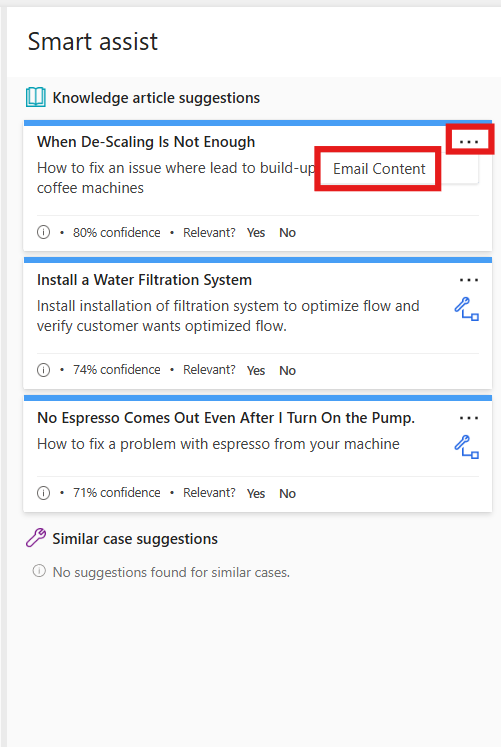 Smart assist
Knowledge article suggestions
When De-Scaling Is Not Enough
How to fix an issue where lead to build-up
coffee machines
Email Content
80% confidence • Relevant? Yes No
Install a Water Filtration System
Install installation of filtration system to optimize flow and
verify customer wants optimized flow.
74% confidence • Relevant? Yes No
No Espresso Comes Out Even After I Turn On the Pump.
How to fix a problem with espresso from your machine
71% confidence • Relevant? Yes No
Similar case suggestions
No suggestions found for similar cases.